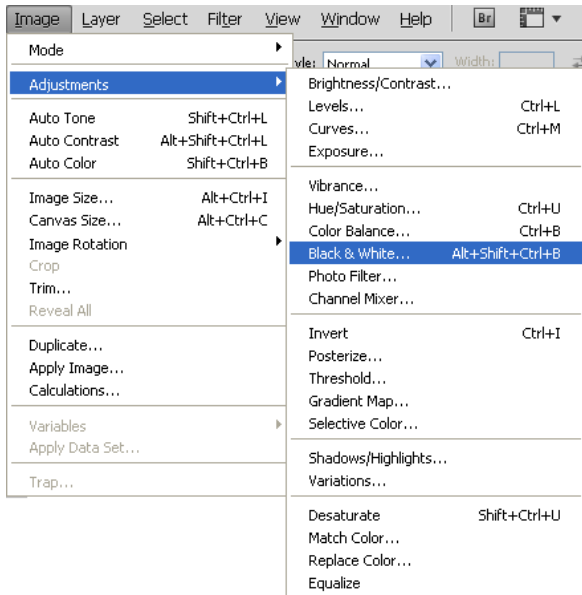 Image Layer Select Filter View Window Help Br
Mode
yle: Normal Width:
Adjustments
Auto Tone Shift+Ctrl+L
Auto Contrast Alt+Shift+Ctrl+L
Auto Color Shift+Ctrl+B
Image Size... Alt+Ctrl+I
Canvas Size... Alt+Ctrl+C
Image Rotation
Crop
Trim...
Reveal All
Duplicate...
Apply Image...
Calculations...
Variables
Apply Data Set...
Trap...
Brightness/Contrast...
Levels... Ctrl+L
Curves... Ctrl+M
Exposure...
Vibrance...
Hue/Saturation... Ctrl+U
Color Balance... Ctrl+B
Black & White... Alt+Shift+Ctrl+B
Photo Filter...
Channel Mixer...
Invert Ctrl+I
Posterize...
Threshold...
Gradient Map...
Selective Color...
Shadows/Highlights...
Variations...
Desaturate Shift+Ctrl+U
Match Color...
Replace Color...
Equalize